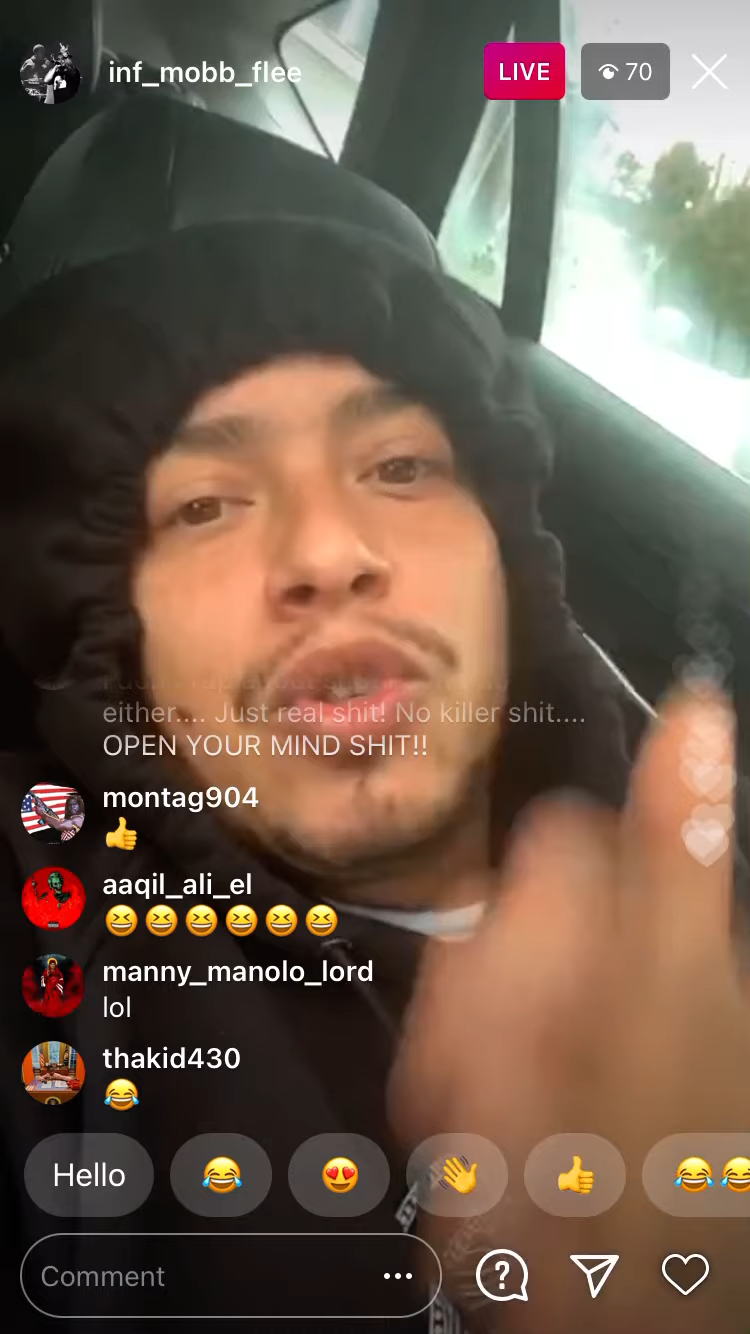 inf_mobb_flee
LIVE
70
either.... Just real shit! No killer shit....
OPEN YOUR MIND SHIT!!
montag904
👍
aaqil_ali_el
😆😆😆😆😆😆
manny_manolo_lord
lol
thakid430
😂
Hello 😂 😍 👋 👍 😂😂
Comment